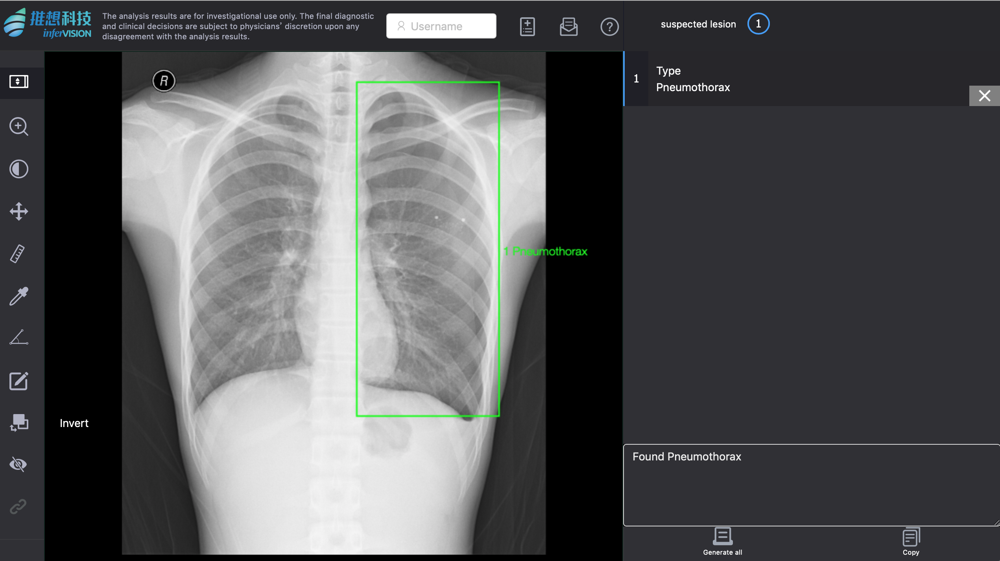 推想科技
inferVISION
The analysis results are for investigational use only. The final diagnostic
and clinical decisions are subject to physicians' discretion upon any
disagreement with the analysis results.
Username
suspected lesion 1
1
Type
Pneumothorax
R
1 Pneumothorax
Invert
Found Pneumothorax
Generate all
Copy